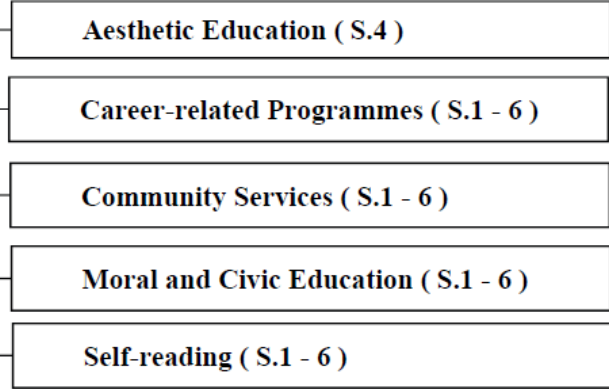 Aesthetic Education ( S.4 )
Career-related Programmes ( S.1 - 6 )
Community Services ( S.1 - 6 )
Moral and Civic Education ( S.1 - 6 )
Self-reading ( S.1 - 6 )